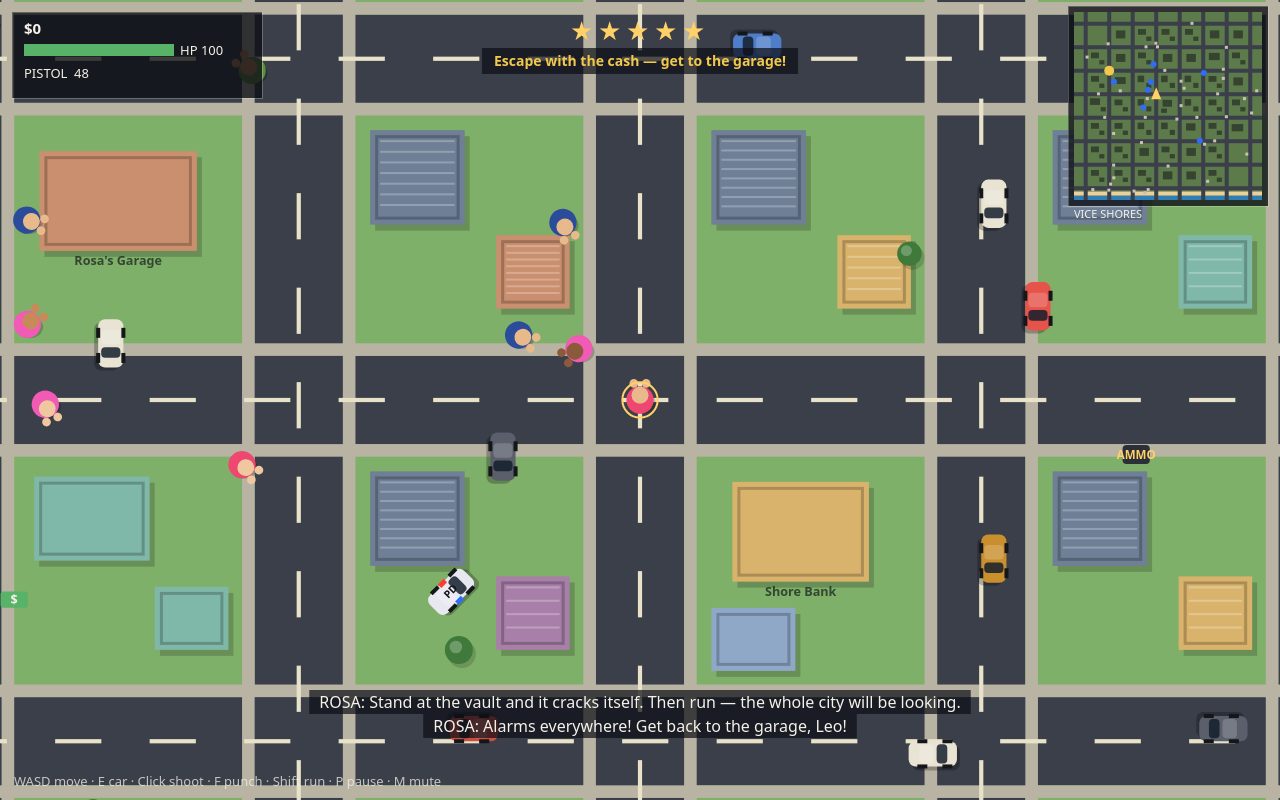 $0
HP 100
PISTOL 48
★ ★ ★ ★ ★
Escape with the cash — get to the garage!
VICE SHORES
Rosa's Garage
AMMO
PD
Shore Bank
$
ROSA: Stand at the vault and it cracks itself. Then run — the whole city will be looking.
ROSA: Alarms everywhere! Get back to the garage, Leo!
WASD move · E car · Click shoot · F punch · Shift run · P pause · M mute